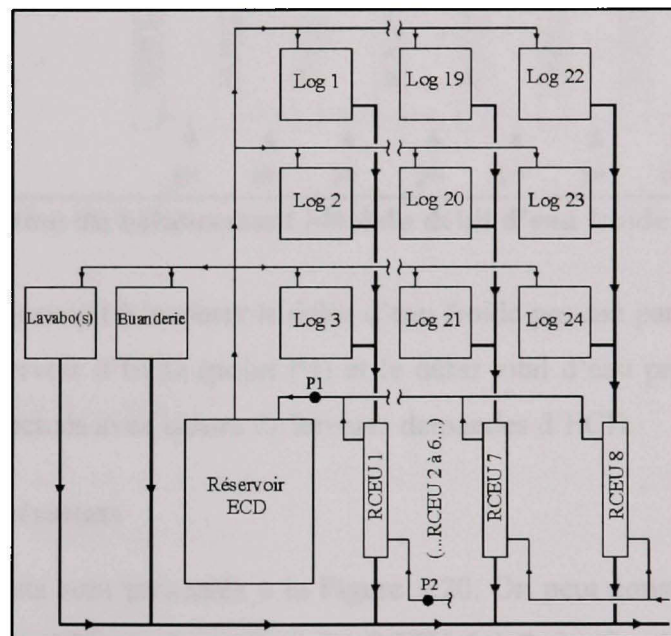 Log 1
Log 19
Log 22
Log 2
Log 20
Log 23
Lavabo(s)
Buanderie
Log 3
Log 21
Log 24
P1
Réservoir
ECD
RCEU 1
(...RCEU 2 à 6...)
RCEU 7
RCEU 8
P2